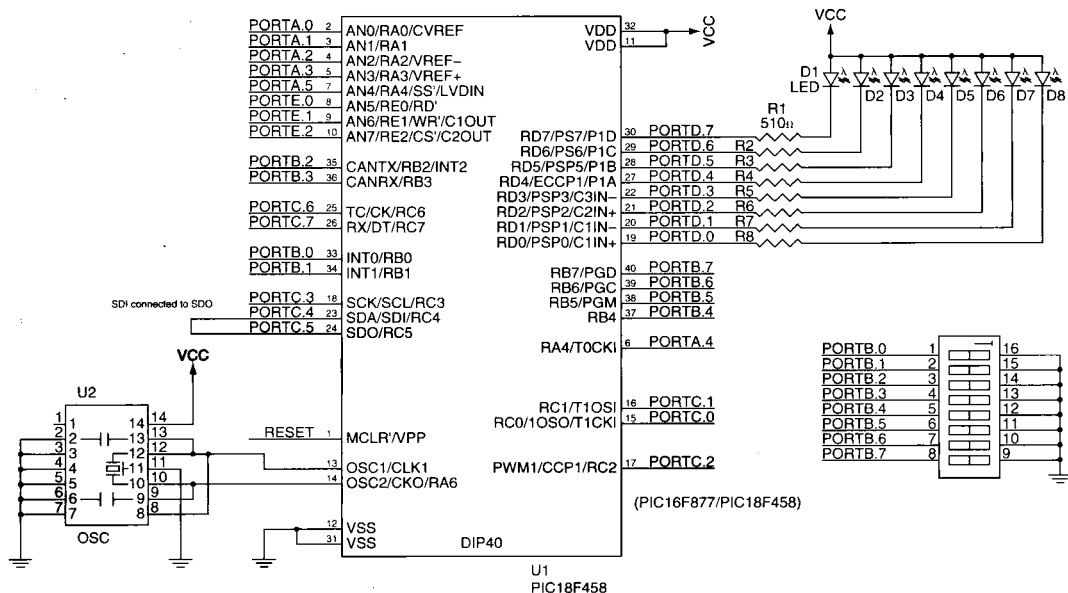 PORTA.0 2 AN0/RA0/CVREF
PORTA.1 3 AN1/RA1
PORTA.2 4 AN2/RA2/VREF-
PORTA.3 5 AN3/RA3/VREF+
PORTA.5 7 AN4/RA4/SS'/LVDIN
PORTE.0 8 AN5/RE0/RD'
PORTE.1 9 AN6/RE1/WR'/C1OUT
PORTE.2 10 AN7/RE2/CS'/C2OUT
PORTB.2 35 CANTX/RB2/INT2
PORTB.3 36 CANRX/RB3
PORTC.6 25 TC/CK/RC6
PORTC.7 26 RX/DT/RC7
PORTB.0 33 INT0/RB0
PORTB.1 34 INT1/RB1
PORTC.3 18 SCK/SCL/RC3
SDI connected to SDO
PORTC.4 23 SDA/SDI/RC4
PORTC.5 24 SDO/RC5
RESET 1 MCLR'/VPP
13 OSC1/CLK1
14 OSC2/CKO/RA6
12 VSS
31 VSS
DIP40
U1
PIC18F458
VDD 32
VDD 11
VCC
RD7/PS7/P1D 30 PORTD.7
RD6/PS6/P1C 29 PORTD.6 R2
RD5/PSP5/P1B 28 PORTD.5 R3
RD4/ECCP1/P1A 27 PORTD.4 R4
RD3/PSP3/C3IN- 22 PORTD.3 R5
RD2/PSP2/C2IN+ 21 PORTD.2 R6
RD1/PSP1/C1IN- 20 PORTD.1 R7
RD0/PSP0/C1IN+ 19 PORTD.0 R8
R1
510Ω
RB7/PGD 40 PORTB.7
RB6/PGC 39 PORTB.6
RB5/PGM 38 PORTB.5
RB4 37 PORTB.4
RA4/T0CKI 6 PORTA.4
RC1/T1OSI 16 PORTC.1
RC0/1OSO/T1CKI 15 PORTC.0
PWM1/CCP1/RC2 17 PORTC.2
(PIC16F877/PIC18F458)
VCC
D1
LED
D2 D3 D4 D5 D6 D7 D8
PORTB.0 1 16
PORTB.1 2 15
PORTB.2 3 14
PORTB.3 4 13
PORTB.4 5 12
PORTB.5 6 11
PORTB.6 7 10
PORTB.7 8 9
VCC
U2
1 1 14 14
2 2 13 13
3 3 12 12
4 4 11 11
5 5 10 10
6 6 9 9
7 7 8 8
OSC